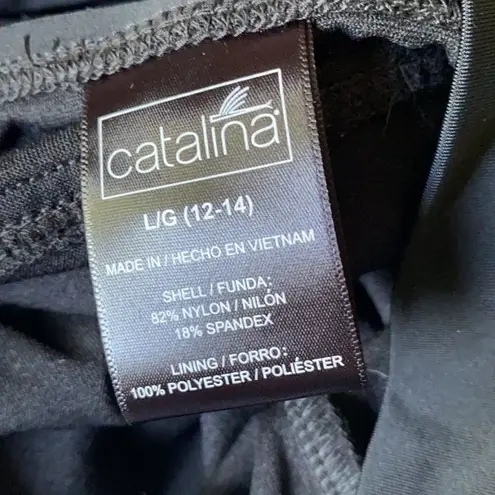 catalina
L/G (12-14)
MADE IN / HECHO EN VIETNAM
SHELL / FUNDA:
82% NYLON / NILÓN
18% SPANDEX
LINING / FORRO:
100% POLYESTER / POLIÉSTER